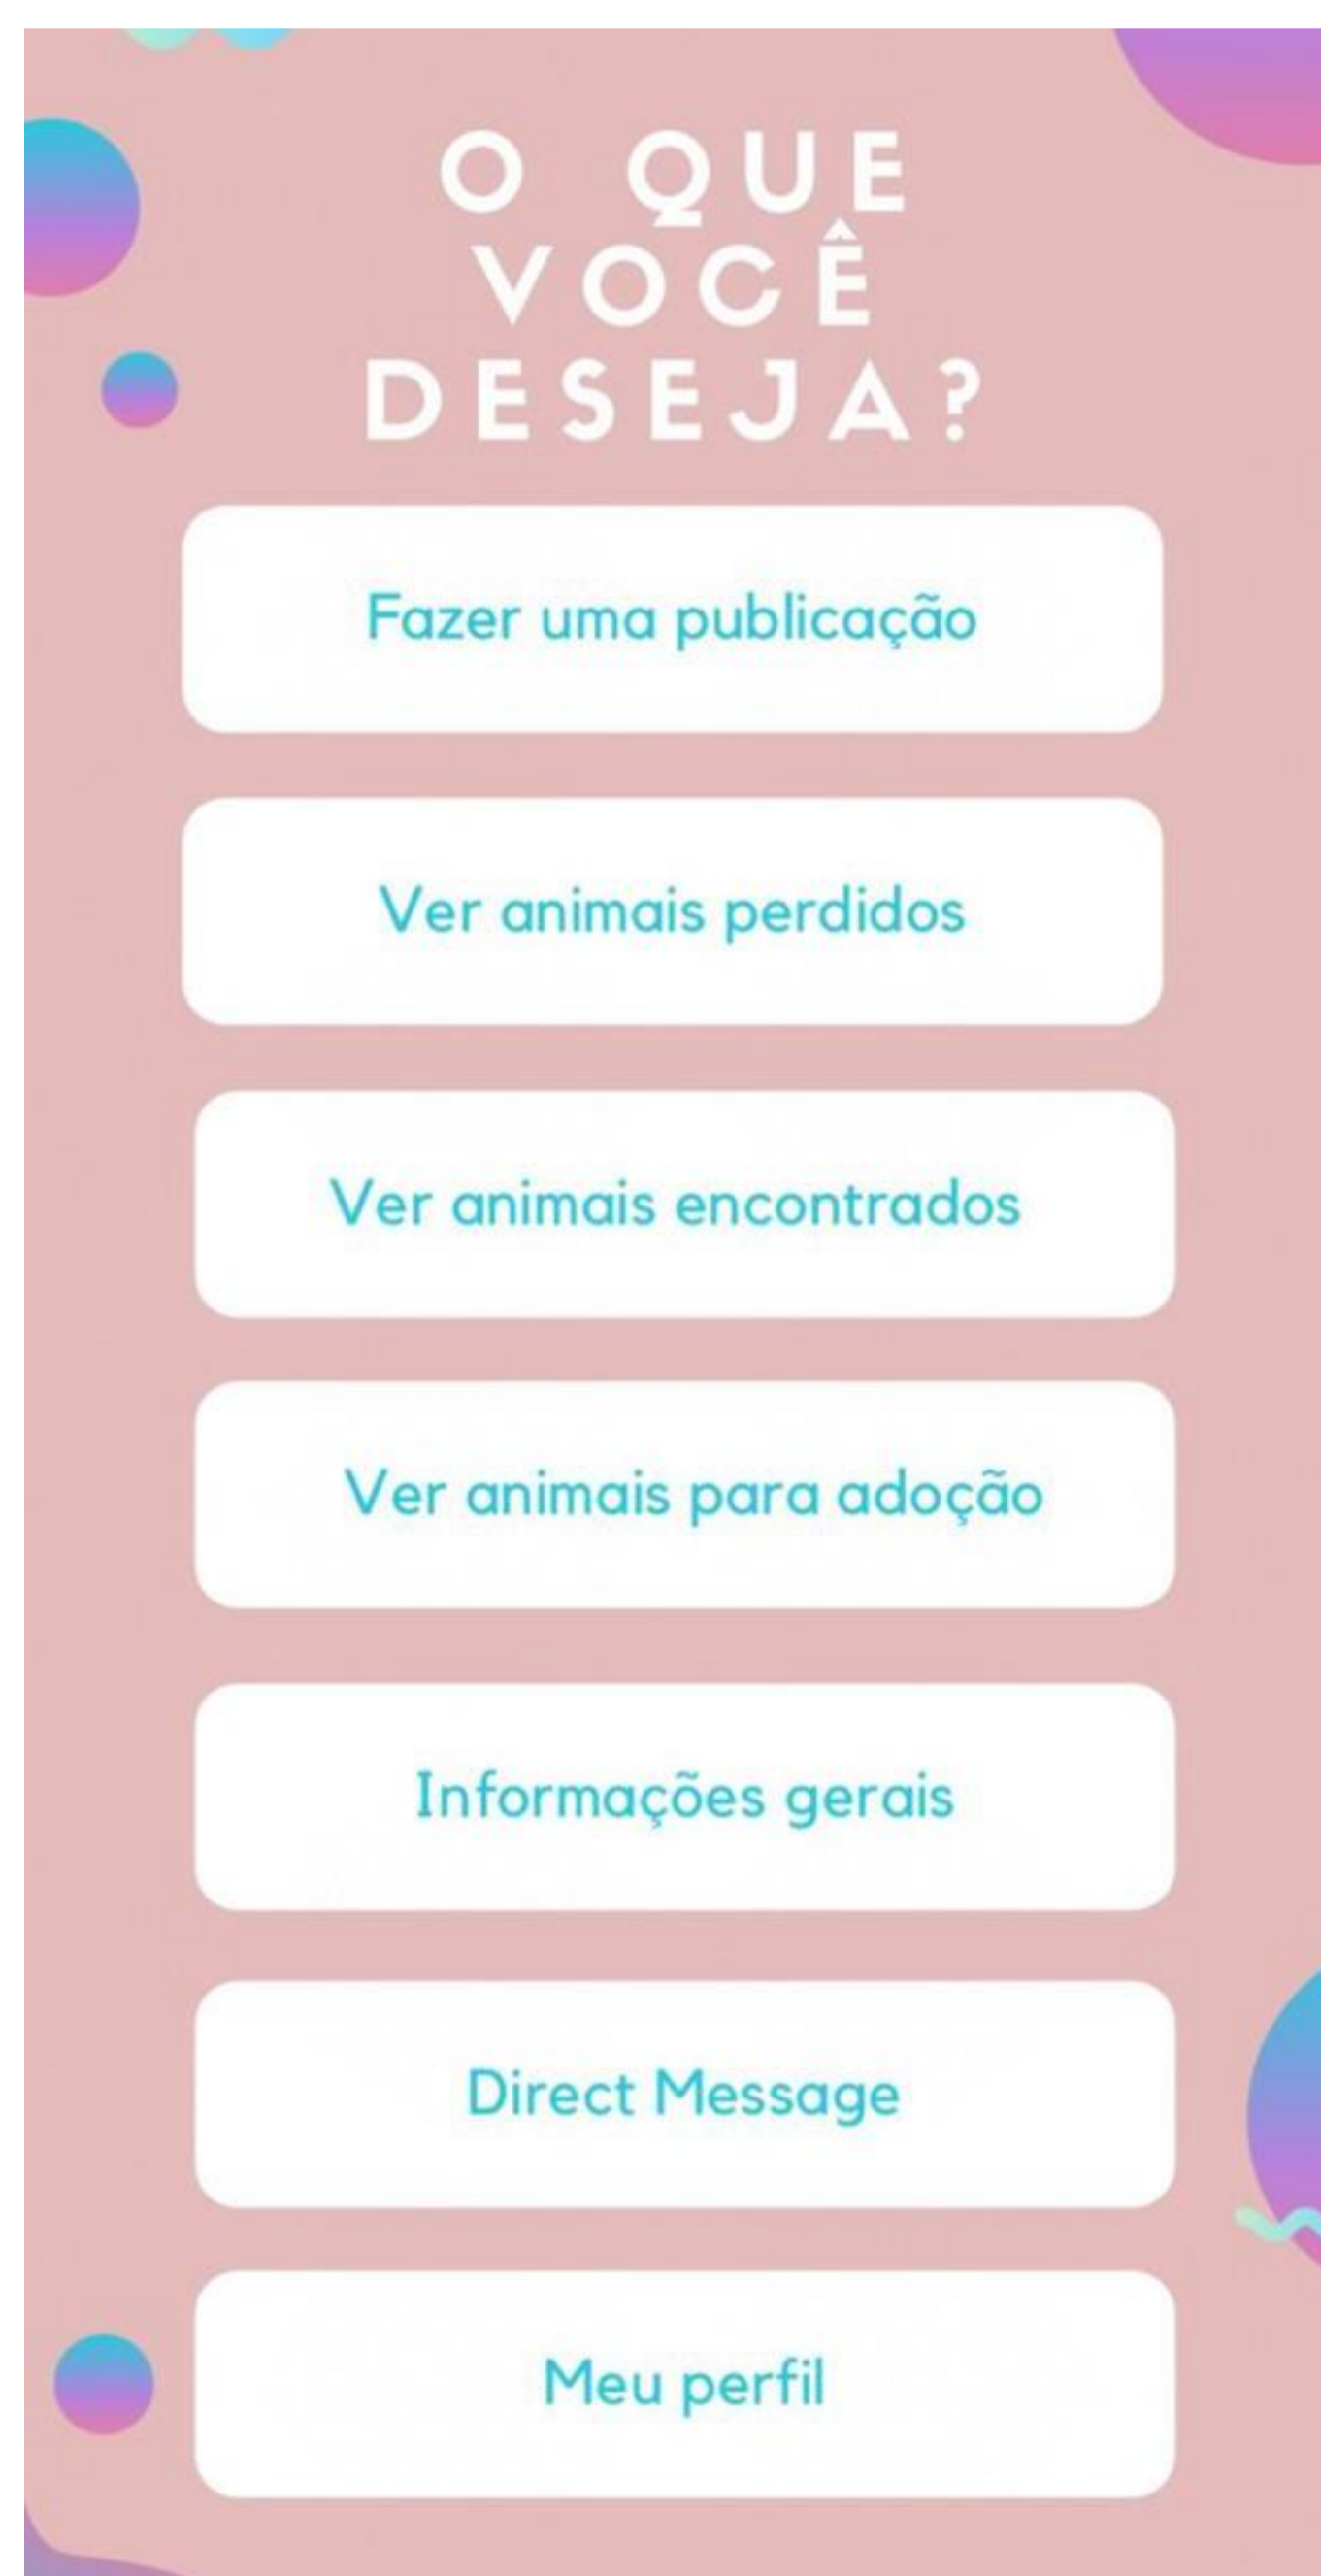 O QUE
VOCÊ
DESEJA?
Fazer uma publicação
Ver animais perdidos
Ver animais encontrados
Ver animais para adoção
Informações gerais
Direct Message
Meu perfil